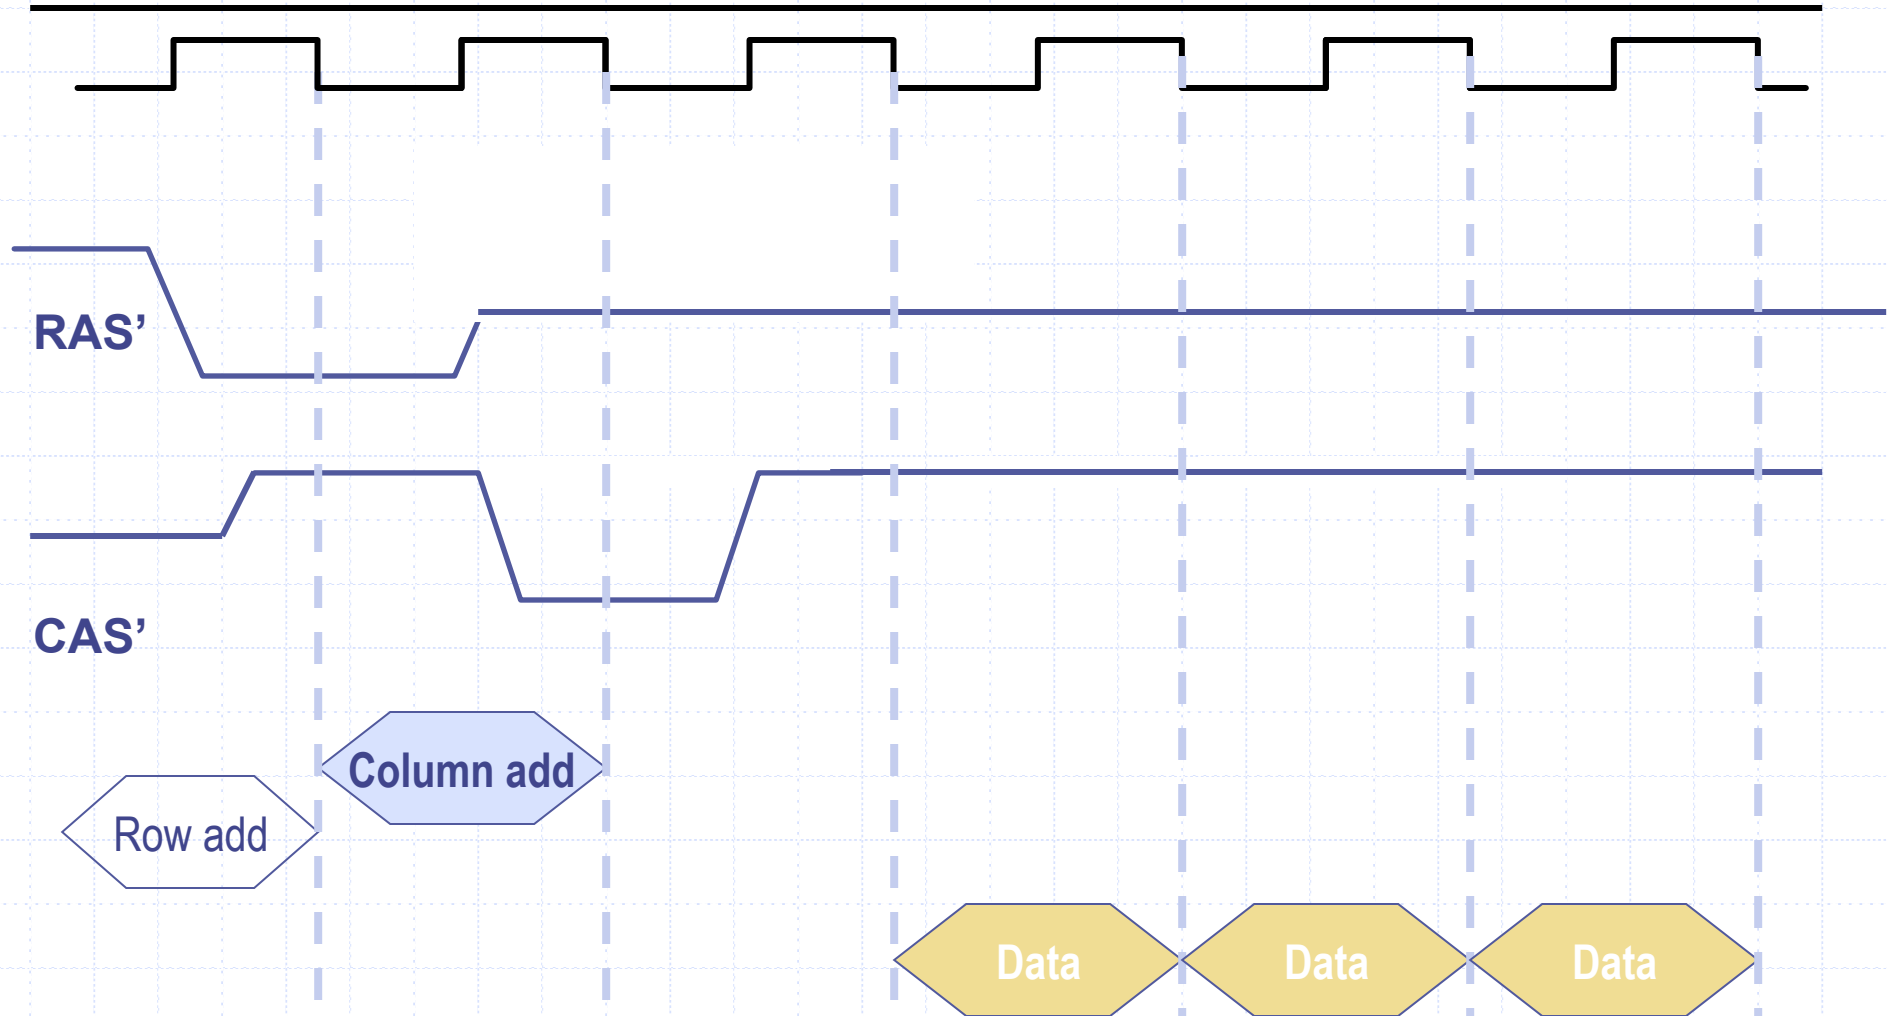 RAS’
CAS’
Column add
Row add
Data
Data
Data